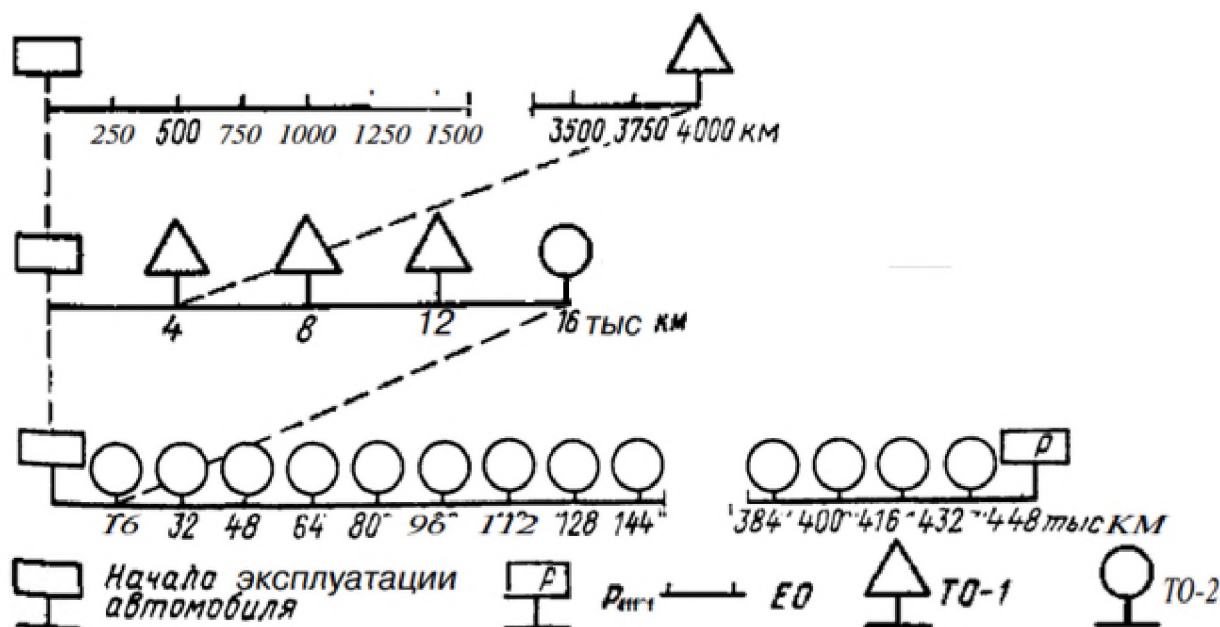 250 500 750 1000 1250 1500 3500 3750 4000 км
4 8 12 16 тыс км
Р
16 32 48 64 80 96 112 128 144 384 400 416 432 448 тыс КМ
Начало эксплуатации
автомобиля
Р
ЕО
ТО-1
ТО-2